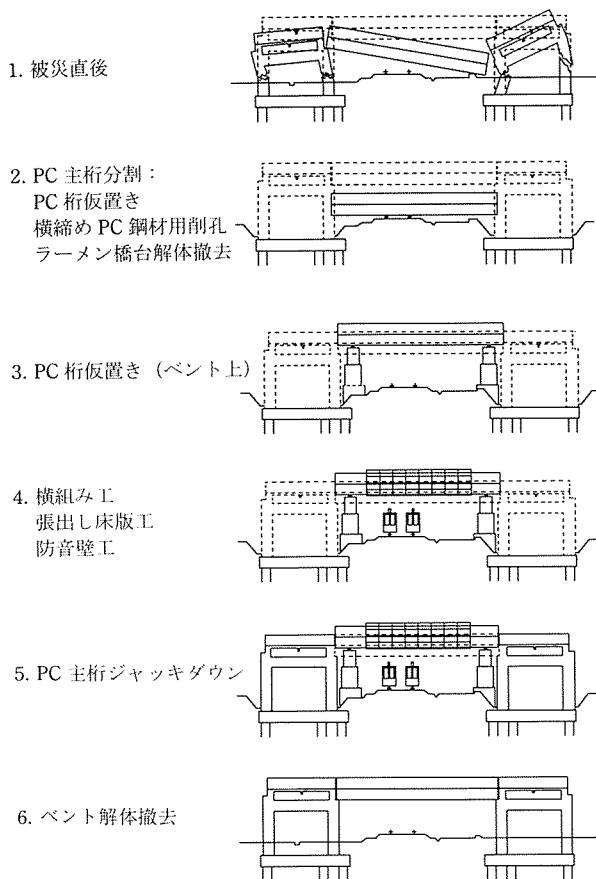 1. 被災直後
2. PC 主桁分割：
PC 桁仮置き
横締め PC 鋼材用削孔
ラーメン橋台解体撤去
3. PC 桁仮置き（ベント上）
4. 横組み工
張出し床版工
防音壁工
5. PC 主桁ジャッキダウン
6. ベント解体撤去